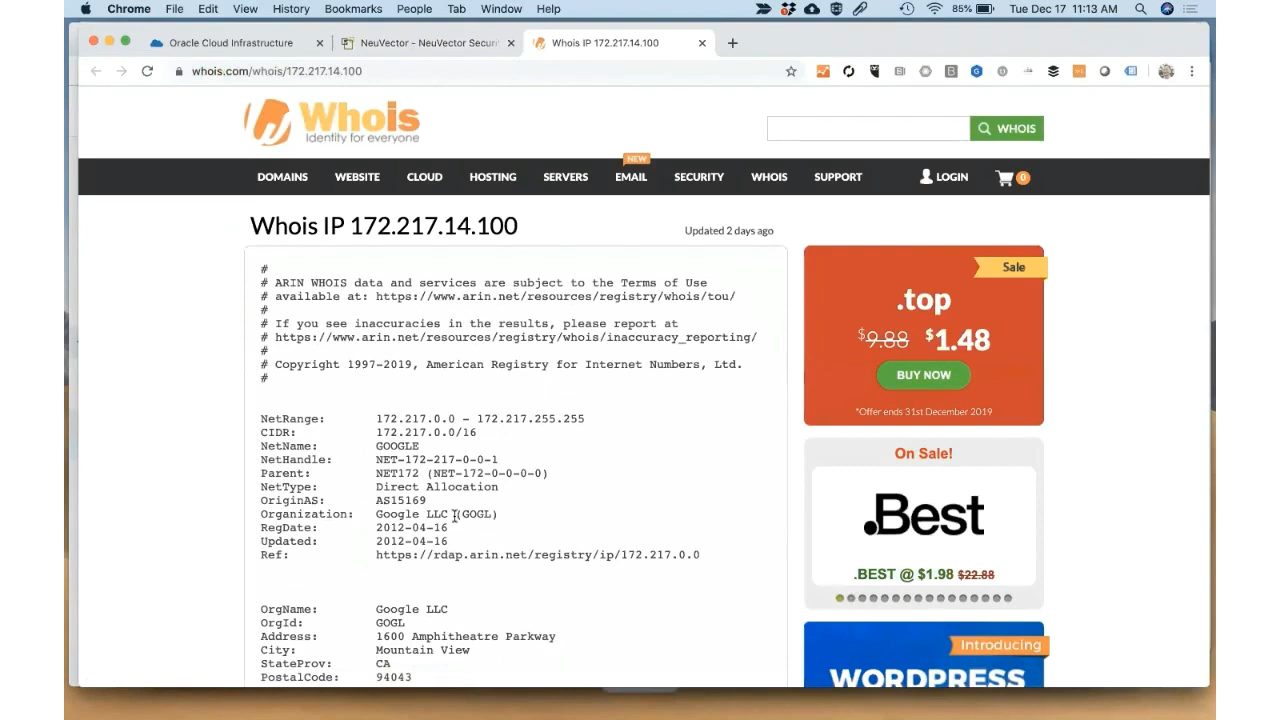 Chrome File Edit View History Bookmarks People Tab Window Help 85% Tue Dec 17 11:13 AM
Oracle Cloud Infrastructure NeuVector - NeuVector Secur Whois IP 172.217.14.100
whois.com/whois/172.217.14.100
Whois
Identity for everyone
WHOIS
NEW
DOMAINS WEBSITE CLOUD HOSTING SERVERS EMAIL SECURITY WHOIS SUPPORT LOGIN 0
Whois IP 172.217.14.100
Updated 2 days ago
#
# ARIN WHOIS data and services are subject to the Terms of Use
# available at: https://www.arin.net/resources/registry/whois/tou/
#
# If you see inaccuracies in the results, please report at
# https://www.arin.net/resources/registry/whois/inaccuracy_reporting/
#
# Copyright 1997-2019, American Registry for Internet Numbers, Ltd.
#
NetRange: 172.217.0.0 - 172.217.255.255
CIDR: 172.217.0.0/16
NetName: GOOGLE
NetHandle: NET-172-217-0-0-1
Parent: NET172 (NET-172-0-0-0-0)
NetType: Direct Allocation
OriginAS: AS15169
Organization: Google LLC (GOGL)
RegDate: 2012-04-16
Updated: 2012-04-16
Ref: https://rdap.arin.net/registry/ip/172.217.0.0
OrgName: Google LLC
OrgId: GOGL
Address: 1600 Amphitheatre Parkway
City: Mountain View
StateProv: CA
PostalCode: 94043
Sale
.top
$9.88 $1.48
BUY NOW
*Offer ends 31st December 2019
On Sale!
.Best
.BEST @ $1.98 $22.88
Introducing
WORDPRESS